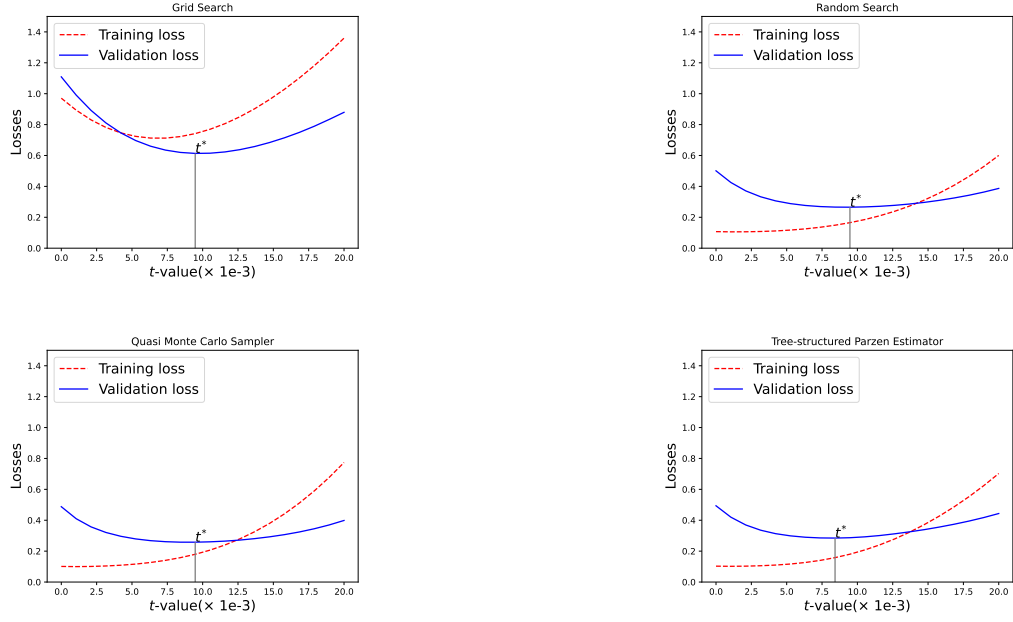 Grid Search
Training loss
Validation loss
1.4
1.2
1.0
0.8
0.6
0.4
0.2
0.0
Losses
t*
0.0 2.5 5.0 7.5 10.0 12.5 15.0 17.5 20.0
t-value(× 1e-3)
Random Search
Training loss
Validation loss
1.4
1.2
1.0
0.8
0.6
0.4
0.2
0.0
Losses
t*
0.0 2.5 5.0 7.5 10.0 12.5 15.0 17.5 20.0
t-value(× 1e-3)
Quasi Monte Carlo Sampler
Training loss
Validation loss
1.4
1.2
1.0
0.8
0.6
0.4
0.2
0.0
Losses
t*
0.0 2.5 5.0 7.5 10.0 12.5 15.0 17.5 20.0
t-value(× 1e-3)
Tree-structured Parzen Estimator
Training loss
Validation loss
1.4
1.2
1.0
0.8
0.6
0.4
0.2
0.0
Losses
t*
0.0 2.5 5.0 7.5 10.0 12.5 15.0 17.5 20.0
t-value(× 1e-3)